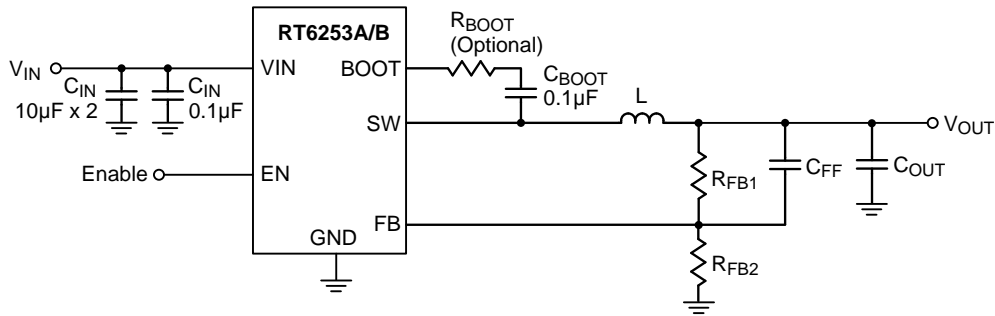 RT6253A/B
VIN
VIN
CIN
10µF x 2
CIN
0.1µF
Enable
EN
GND
BOOT
SW
FB
RBOOT
(Optional)
CBOOT
0.1µF
L
RFB1
RFB2
CFF
COUT
VOUT